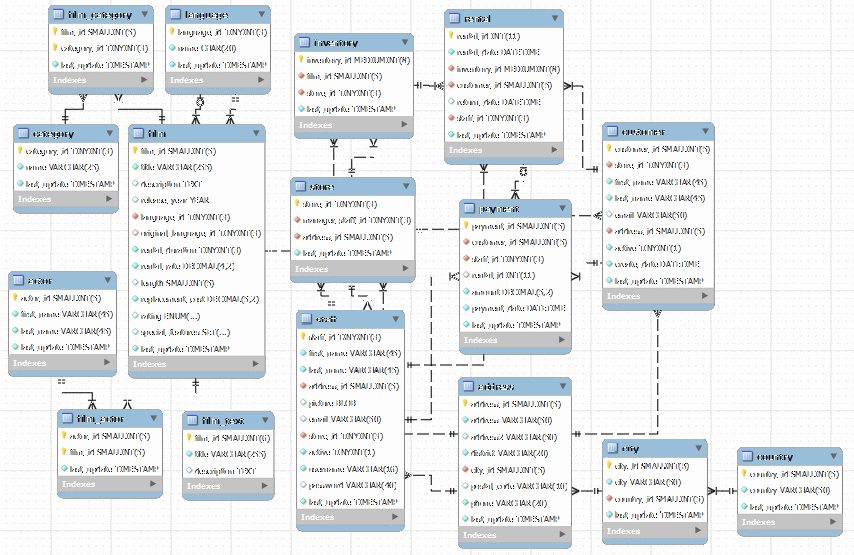 film_category
film_id SMALLINT(5)
category_id TINYINT(3)
last_update TIMESTAMP
Indexes
language
language_id TINYINT(3)
name CHAR(20)
last_update TIMESTAMP
Indexes
inventory
inventory_id MEDIUMINT(8)
film_id SMALLINT(5)
store_id TINYINT(3)
last_update TIMESTAMP
Indexes
rental
rental_id INT(11)
rental_date DATETIME
inventory_id MEDIUMINT(8)
customer_id SMALLINT(5)
return_date DATETIME
staff_id TINYINT(3)
last_update TIMESTAMP
Indexes
category
category_id TINYINT(3)
name VARCHAR(25)
last_update TIMESTAMP
Indexes
film
film_id SMALLINT(5)
title VARCHAR(255)
description TEXT
release_year YEAR
language_id TINYINT(3)
original_language_id TINYINT(3)
rental_duration TINYINT(3)
rental_rate DECIMAL(4,2)
length SMALLINT(5)
replacement_cost DECIMAL(5,2)
rating ENUM(...)
special_features SET(...)
last_update TIMESTAMP
Indexes
customer
customer_id SMALLINT(5)
store_id TINYINT(3)
first_name VARCHAR(45)
last_name VARCHAR(45)
email VARCHAR(50)
address_id SMALLINT(5)
active TINYINT(1)
create_date DATETIME
last_update TIMESTAMP
Indexes
store
store_id TINYINT(3)
manager_staff_id TINYINT(3)
address_id SMALLINT(5)
last_update TIMESTAMP
Indexes
payment
payment_id SMALLINT(5)
customer_id SMALLINT(5)
staff_id TINYINT(3)
rental_id INT(11)
amount DECIMAL(5,2)
payment_date DATETIME
last_update TIMESTAMP
Indexes
actor
actor_id SMALLINT(5)
first_name VARCHAR(45)
last_name VARCHAR(45)
last_update TIMESTAMP
Indexes
staff
staff_id TINYINT(3)
first_name VARCHAR(45)
last_name VARCHAR(45)
address_id SMALLINT(5)
picture BLOB
email VARCHAR(50)
store_id TINYINT(3)
active TINYINT(1)
username VARCHAR(16)
password VARCHAR(40)
last_update TIMESTAMP
Indexes
address
address_id SMALLINT(5)
address VARCHAR(50)
address2 VARCHAR(50)
district VARCHAR(20)
city_id SMALLINT(5)
postal_code VARCHAR(10)
phone VARCHAR(20)
last_update TIMESTAMP
Indexes
film_actor
actor_id SMALLINT(5)
film_id SMALLINT(5)
last_update TIMESTAMP
Indexes
film_text
film_id SMALLINT(6)
title VARCHAR(255)
description TEXT
Indexes
city
city_id SMALLINT(5)
city VARCHAR(50)
country_id SMALLINT(5)
last_update TIMESTAMP
Indexes
country
country_id SMALLINT(5)
country VARCHAR(50)
last_update TIMESTAMP
Indexes